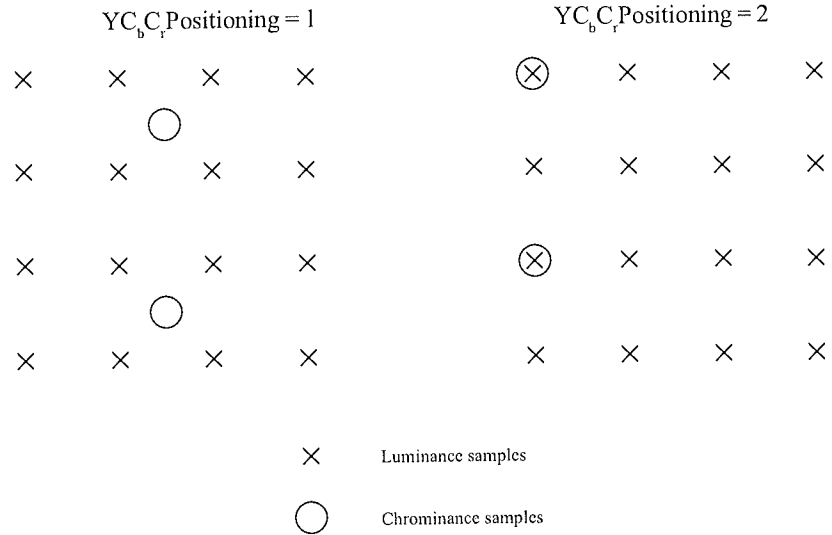 YCbCrPositioning = 1
YCbCrPositioning = 2
Luminance samples
Chrominance samples